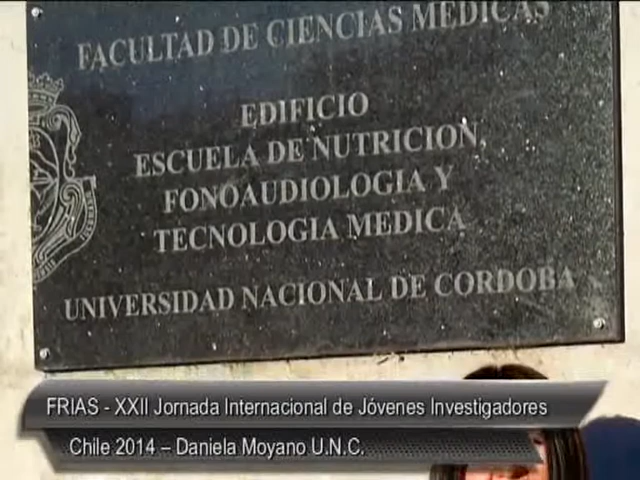 FACULTAD DE CIENCIAS MEDICAS
EDIFICIO
ESCUELA DE NUTRICION,
FONOAUDIOLOGIA Y
TECNOLOGIA MEDICA
UNIVERSIDAD NACIONAL DE CORDOBA
FRIAS - XXII Jornada Internacional de Jóvenes Investigadores
Chile 2014 – Daniela Moyano U.N.C.